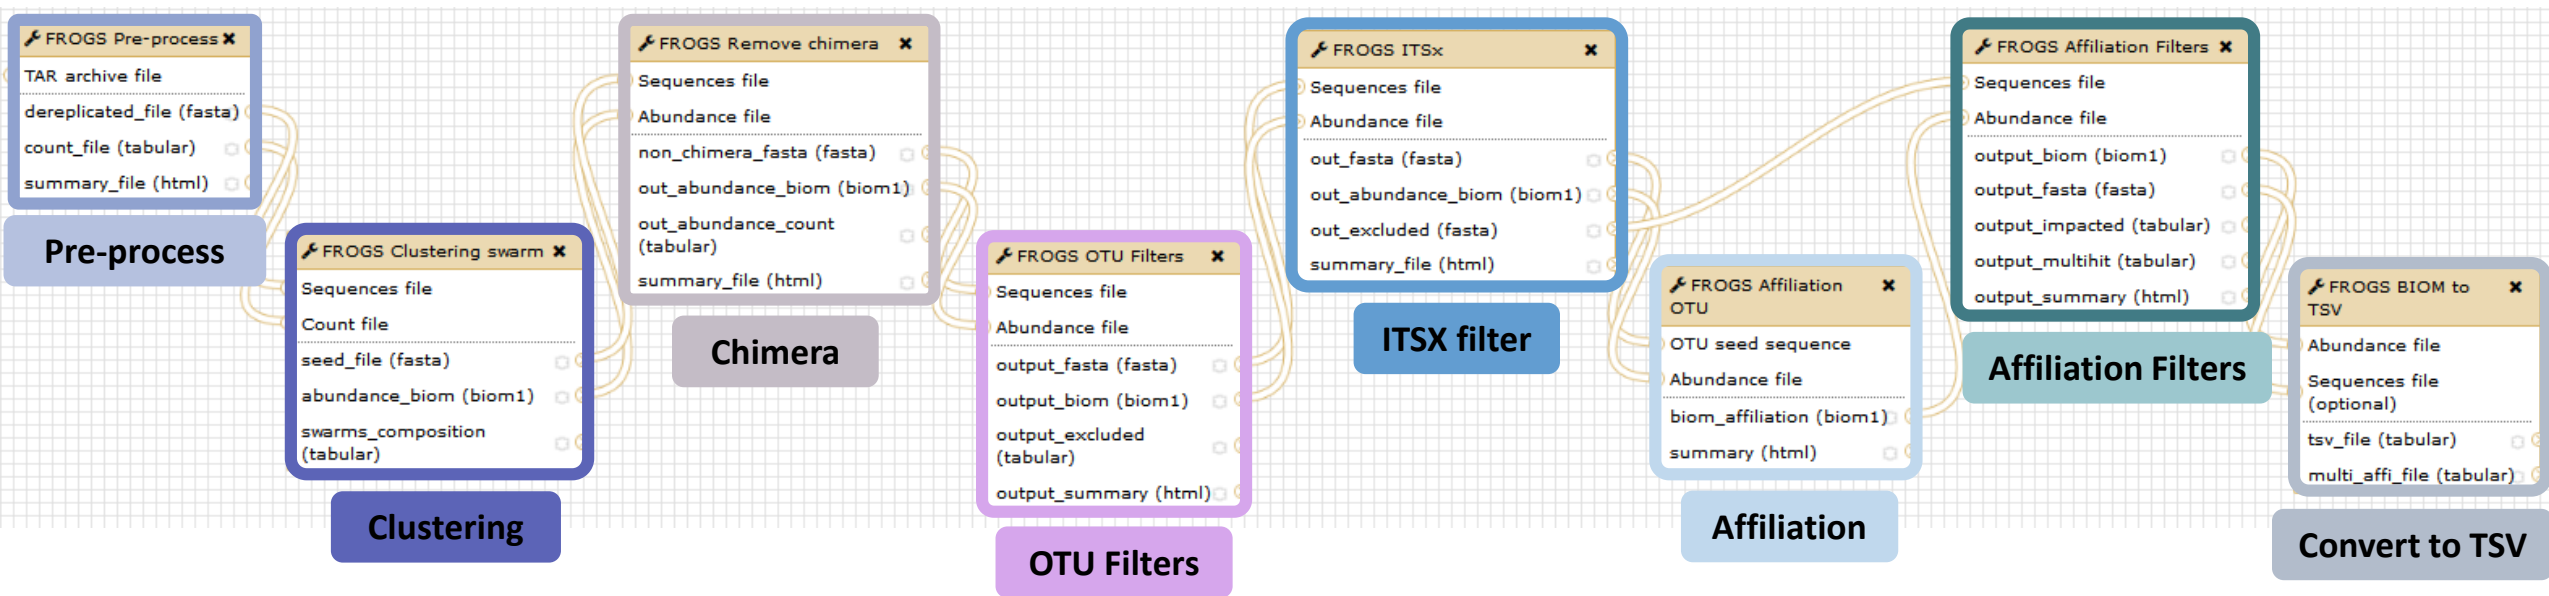 FROGS Pre-process
TAR archive file
dereplicated_file (fasta)
count_file (tabular)
summary_file (html)
Pre-process
FROGS Clustering swarm
Sequences file
Count file
seed_file (fasta)
abundance_biom (biom1)
swarms_composition
(tabular)
Clustering
FROGS Remove chimera
Sequences file
Abundance file
non_chimera_fasta (fasta)
out_abundance_biom (biom1)
out_abundance_count
(tabular)
summary_file (html)
Chimera
FROGS OTU Filters
Sequences file
Abundance file
output_fasta (fasta)
output_biom (biom1)
output_excluded
(tabular)
output_summary (html)
OTU Filters
FROGS ITSx
Sequences file
Abundance file
out_fasta (fasta)
out_abundance_biom (biom1)
out_excluded (fasta)
summary_file (html)
ITSX filter
FROGS Affiliation
OTU
OTU seed sequence
Abundance file
biom_affiliation (biom1)
summary (html)
Affiliation
FROGS Affiliation Filters
Sequences file
Abundance file
output_biom (biom1)
output_fasta (fasta)
output_impacted (tabular)
output_multihit (tabular)
output_summary (html)
Affiliation Filters
FROGS BIOM to
TSV
Abundance file
Sequences file
(optional)
tsv_file (tabular)
multi_affi_file (tabular)
Convert to TSV